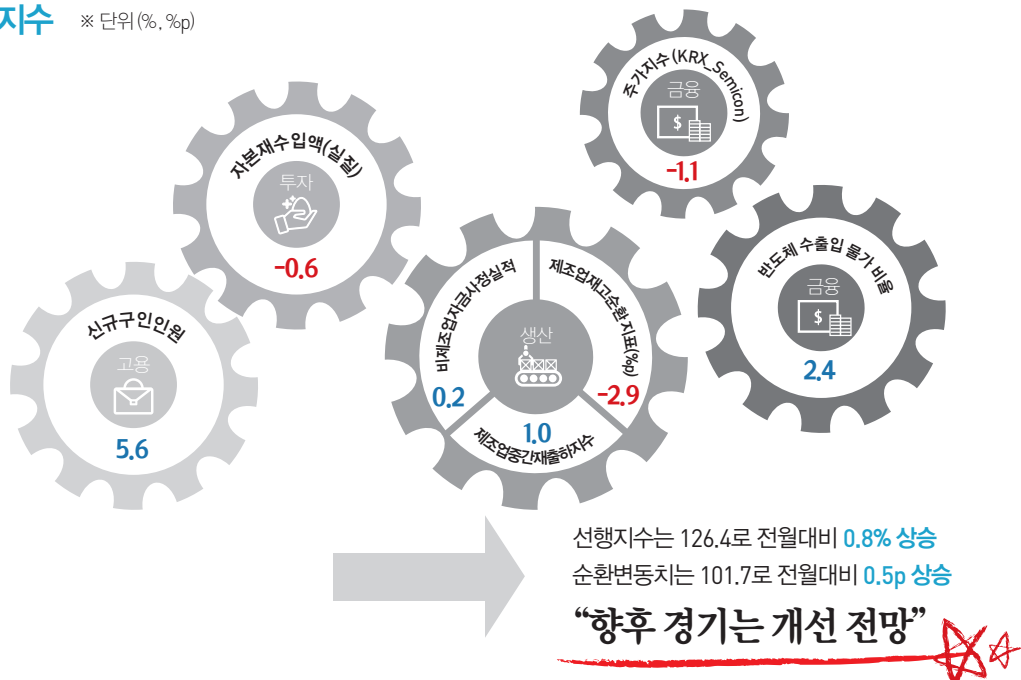 지수 ※ 단위(%, %p)
주가지수(KRX_Semicon)
금융
$
-1.1
자본재수입액(실질)
투자
-0.6
반도체 수출입 물가 비율
금융
$
2.4
비제조업자금사정실적
0.2
제조업재고순환지표(%p)
-2.9
생산
1.0
제조업중간재출하지수
신규구인인원
고용
5.6
선행지수는 126.4로 전월대비 0.8% 상승
순환변동치는 101.7로 전월대비 0.5p 상승
“향후 경기는 개선 전망”